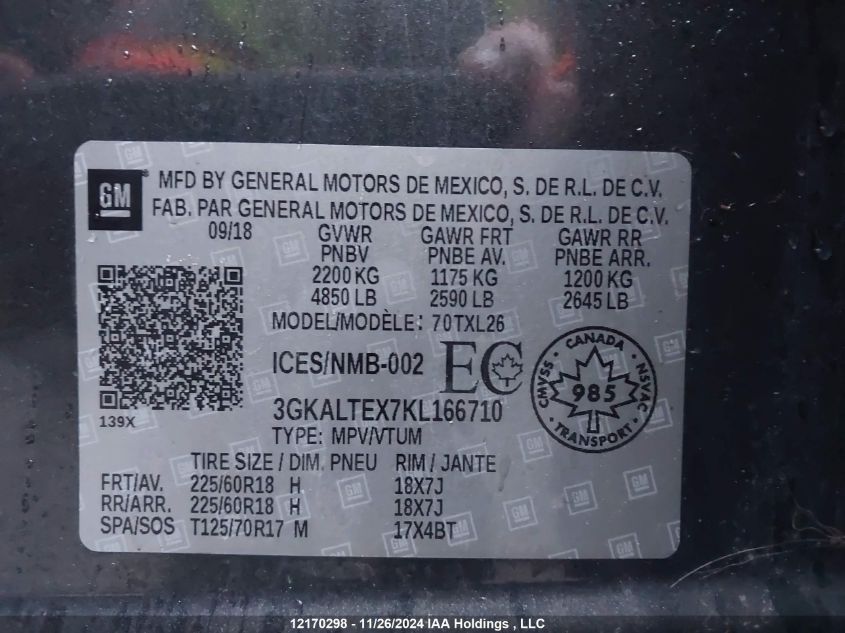 GM MFD BY GENERAL MOTORS DE MEXICO, S. DE R.L. DE C.V.
FAB. PAR GENERAL MOTORS DE MEXICO, S. DE R.L. DE C.V.
09/18 GVWR GAWR FRT GAWR RR
PNBV PNBE AV. PNBE ARR.
2200 KG 1175 KG 1200 KG
4850 LB 2590 LB 2645 LB
MODEL/MODÈLE: 70TXL26
ICES/NMB-002 EC
CANADA
CMVSS 985 NSVAC
TRANSPORT
3GKALTEX7KL166710
139X
TYPE: MPV/VTUM
TIRE SIZE / DIM. PNEU RIM / JANTE
FRT/AV. 225/60R18 H 18X7J
RR/ARR. 225/60R18 H 18X7J
SPA/SOS T125/70R17 M 17X4BT
12170298 - 11/26/2024 IAA Holdings , LLC